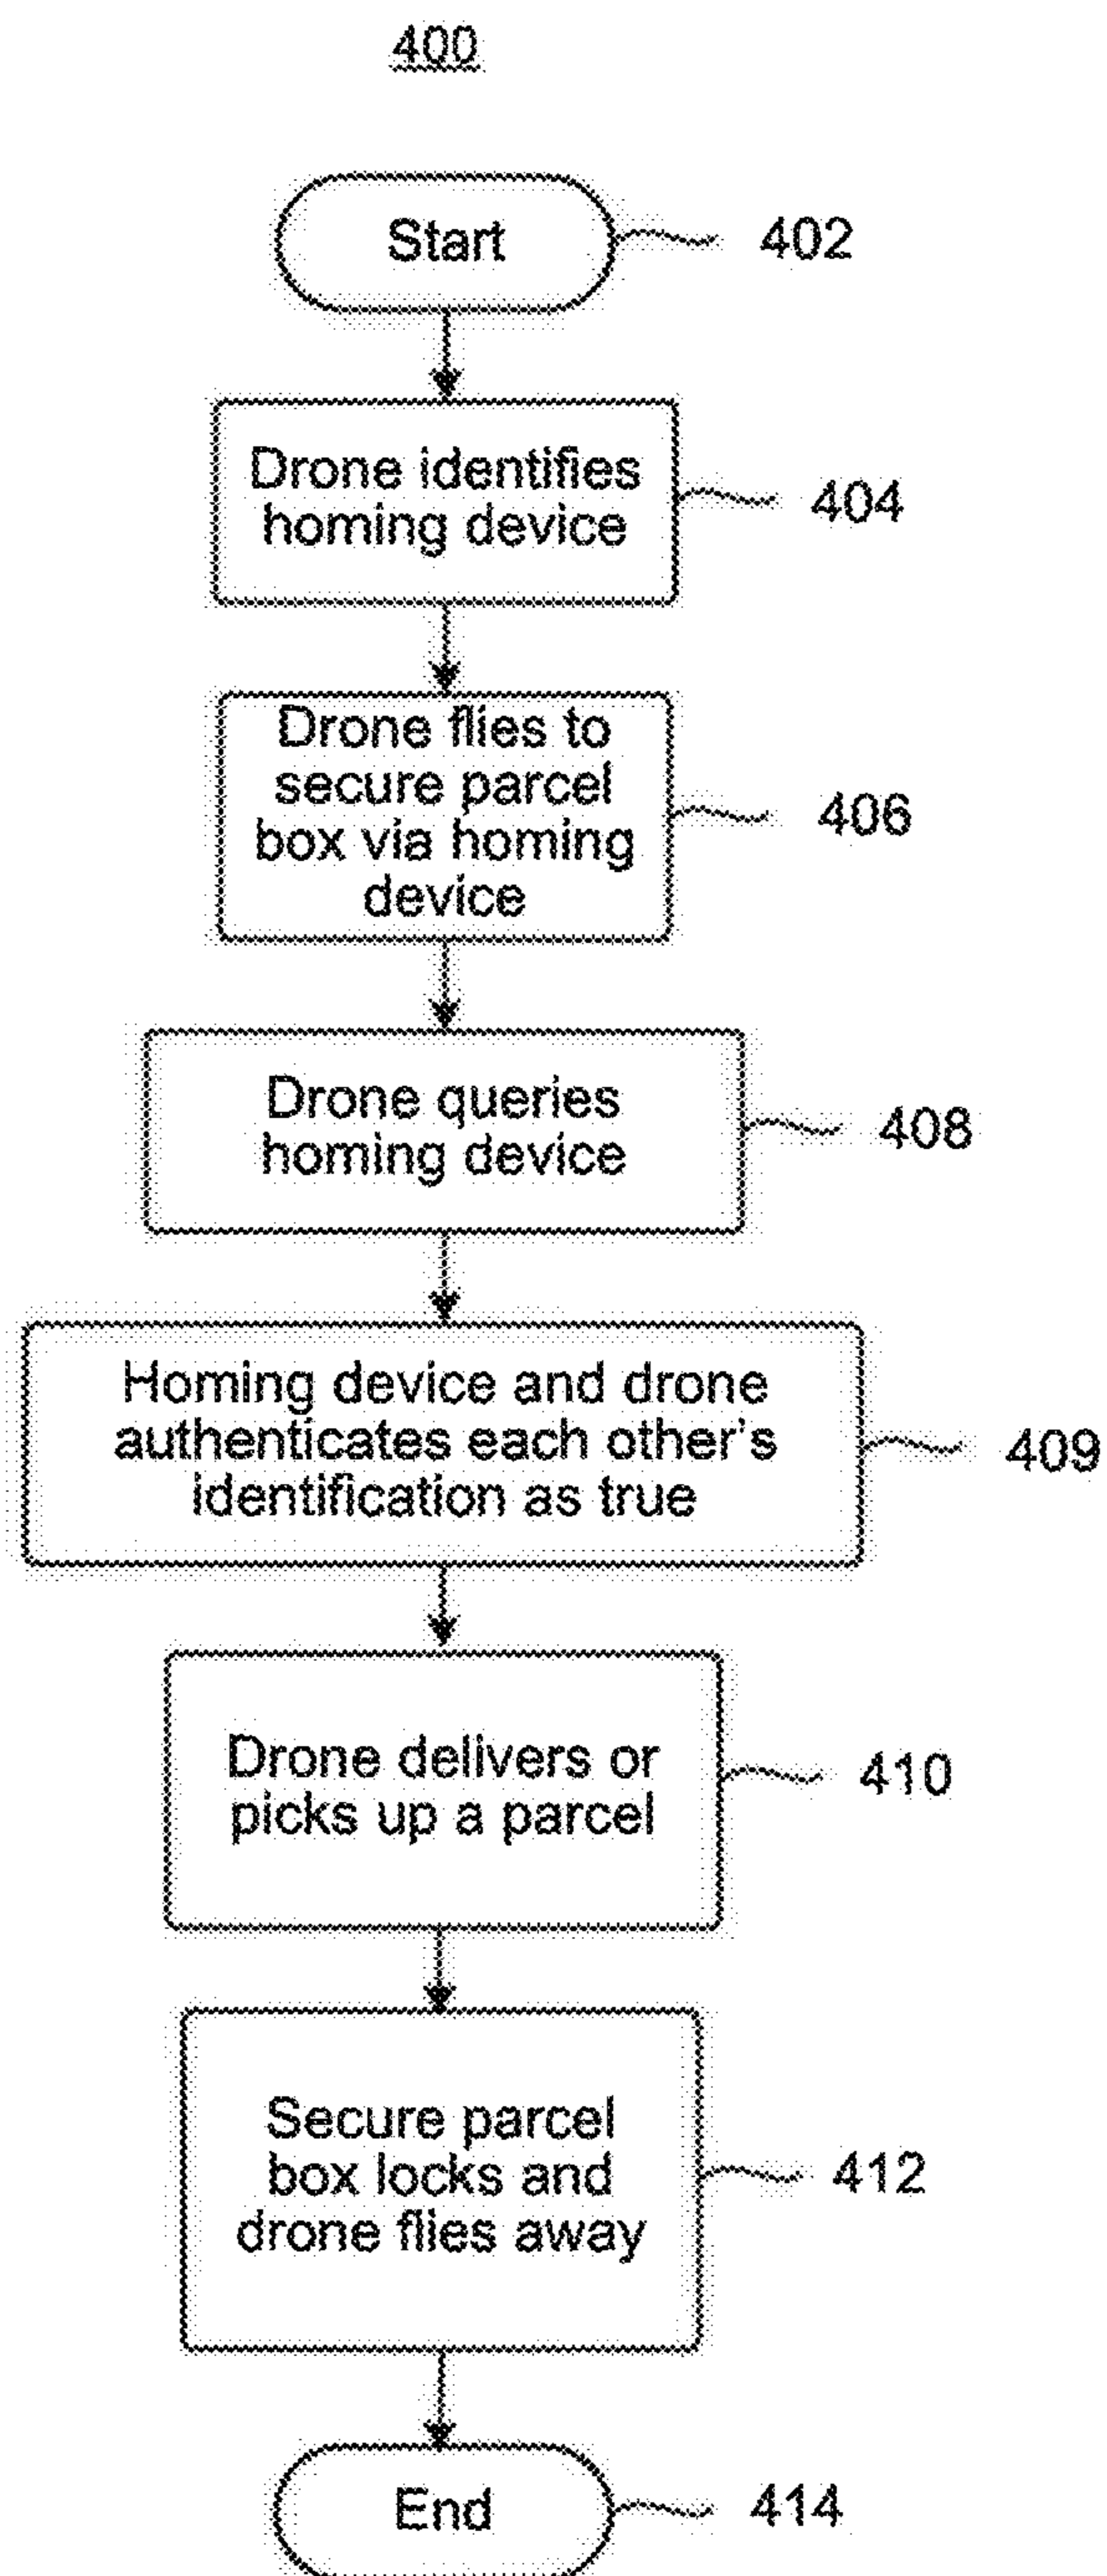 400
Start
402
Drone identifies
homing device
404
Drone flies to
secure parcel
box via homing
device
406
Drone queries
homing device
408
Homing device and drone
authenticates each other's
identification as true
409
Drone delivers or
picks up a parcel
410
Secure parcel
box locks and
drone flies away
412
End
414